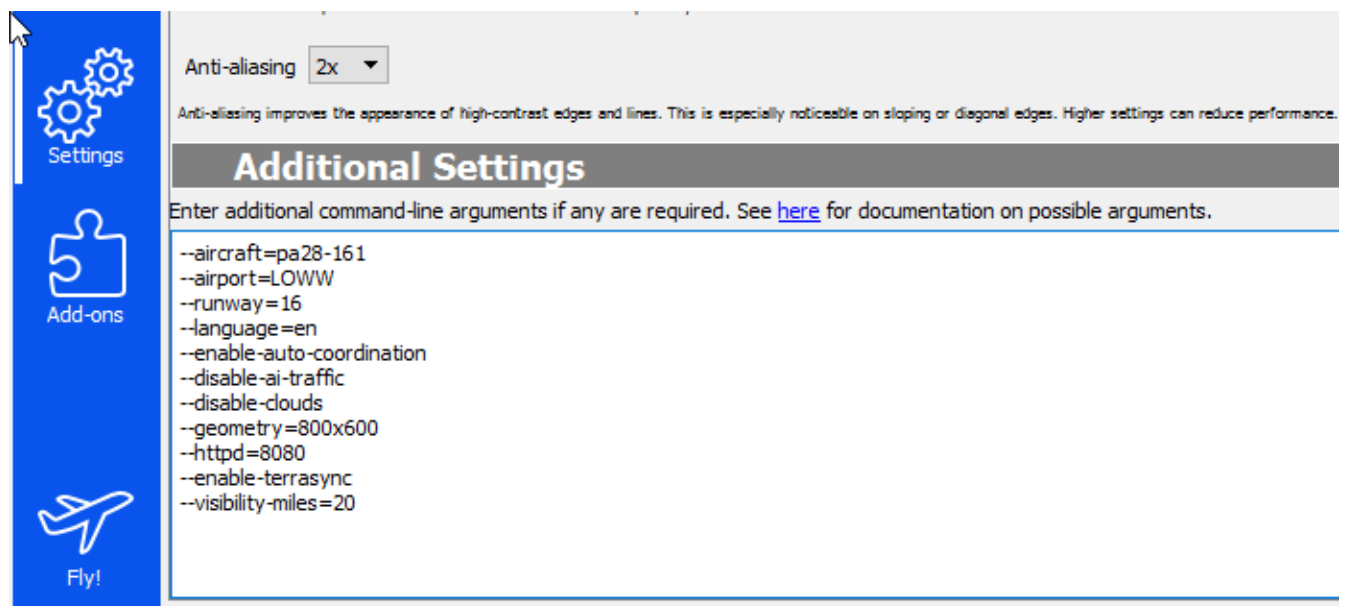 Anti-aliasing 2x
Anti-aliasing improves the appearance of high-contrast edges and lines. This is especially noticeable on sloping or diagonal edges. Higher settings can reduce performance.
Settings
Additional Settings
Enter additional command-line arguments if any are required. See here for documentation on possible arguments.
--aircraft=pa28-161
--airport=LOWW
--runway=16
--language=en
--enable-auto-coordination
--disable-ai-traffic
--disable-clouds
--geometry=800x600
--httpd=8080
--enable-terrasync
--visibility-miles=20
Add-ons
Fly!